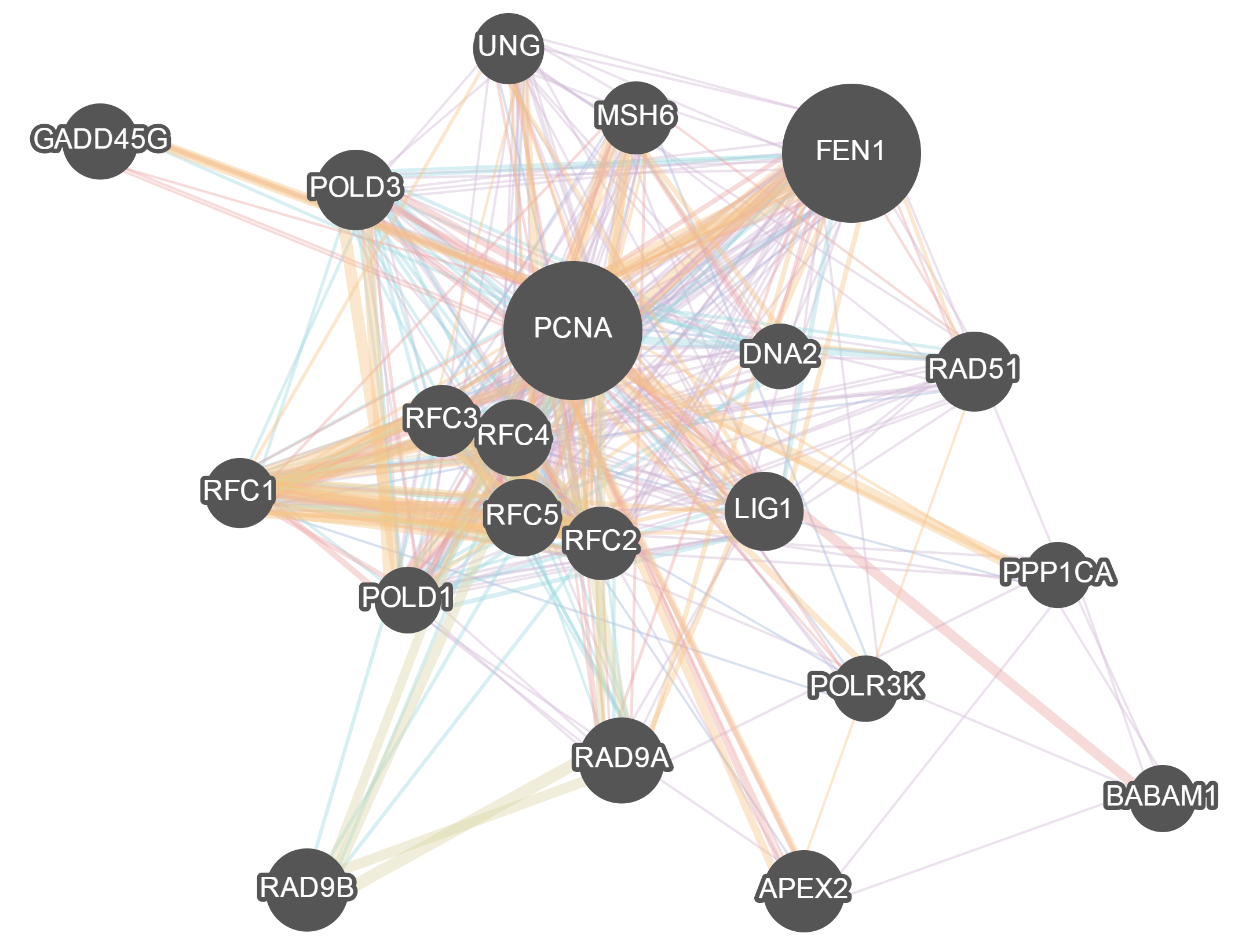 UNG
MSH6
GADD45G
FEN1
POLD3
PCNA
DNA2
RAD51
RFC3
RFC4
RFC1
LIG1
RFC5
RFC2
PPP1CA
POLD1
POLR3K
RAD9A
BABAM1
RAD9B
APEX2